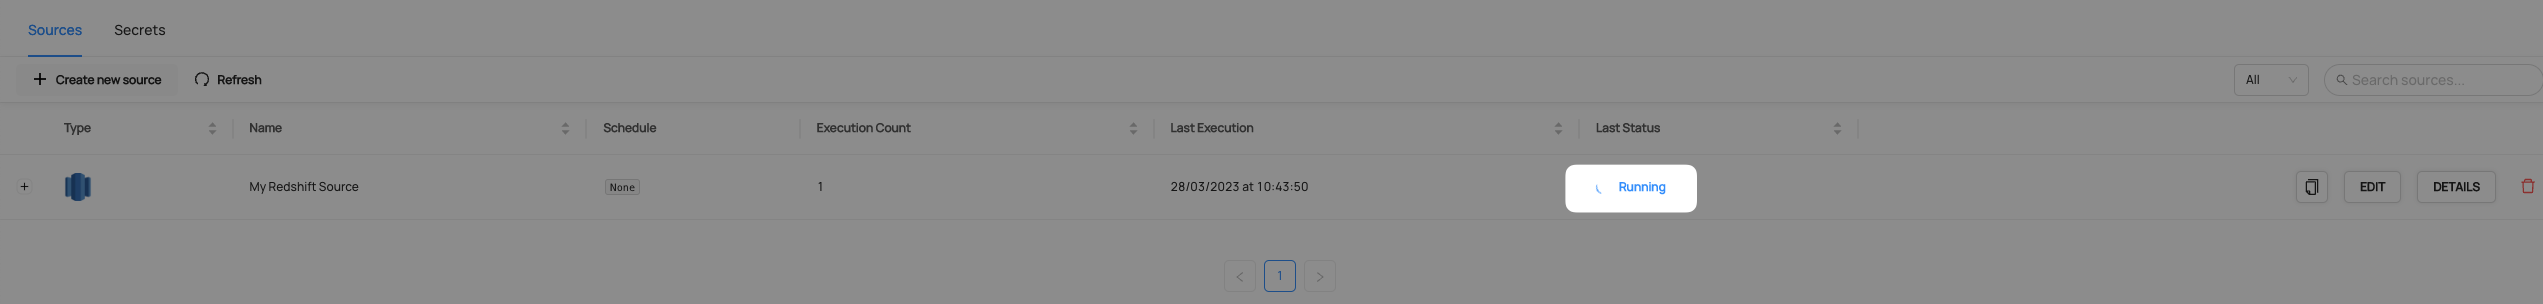 Sources Secrets
Create new source Refresh All Search sources...
Type Name Schedule Execution Count Last Execution Last Status
My Redshift Source None 1 28/03/2023 at 10:43:50 Running EDIT DETAILS
1